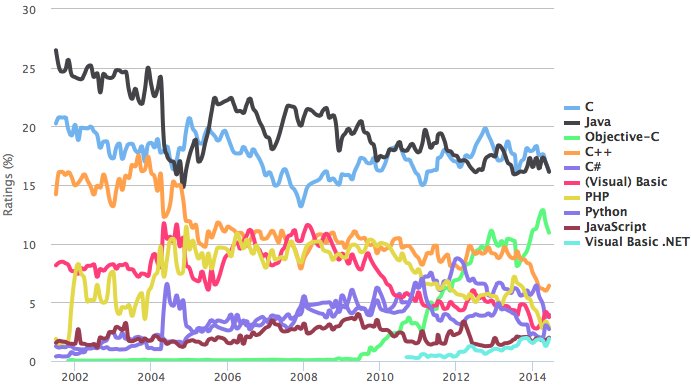 30
25
20
15
10
5
0
Ratings (%)
2002
2004
2006
2008
2010
2012
2014
C
Java
Objective-C
C++
C#
(Visual) Basic
PHP
Python
JavaScript
Visual Basic .NET